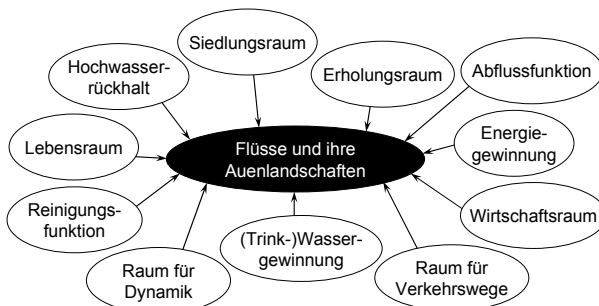 Siedlungsraum
Hochwasser-
rückhalt
Erholungsraum
Abflussfunktion
Flüsse und ihre
Auenlandschaften
Energie-
gewinnung
Lebensraum
Reinigungs-
funktion
Wirtschaftsraum
(Trink-)Wasser-
gewinnung
Raum für
Dynamik
Raum für
Verkehrswege